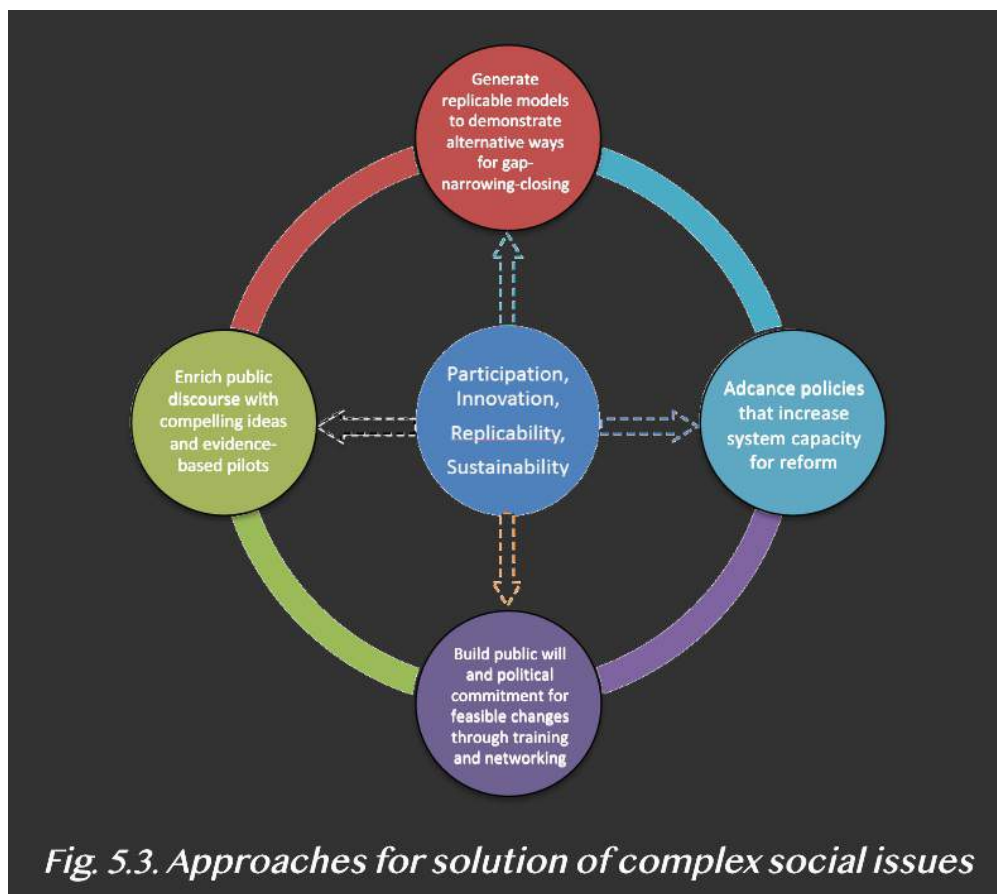 Generate
replicable models
to demonstrate
alternative ways
for gap-
narrowing-closing
Enrich public
discourse with
compelling ideas
and evidence-
based pilots
Participation,
Innovation,
Replicability,
Sustainability
Adcance policies
that increase
system capacity
for reform
Build public will
and political
commitment for
feasible changes
through training
and networking
Fig. 5.3. Approaches for solution of complex social issues